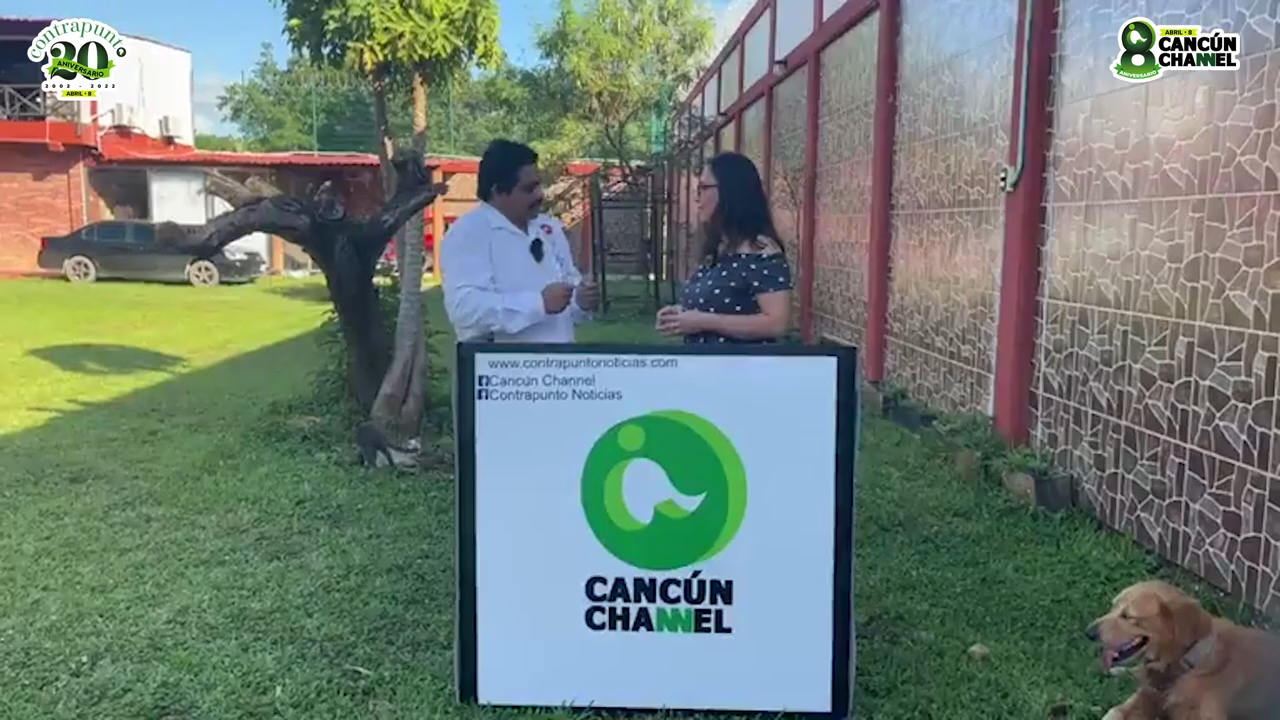 contrapunto
20
ANIVERSARIO
2002 - 2022
ABRIL - 8
8
ANIVERSARIO
ABRIL - 8
CANCÚN
CHANNEL
www.contrapuntonoticias.com
Cancún Channel
Contrapunto Noticias
CANCÚN
CHANNEL